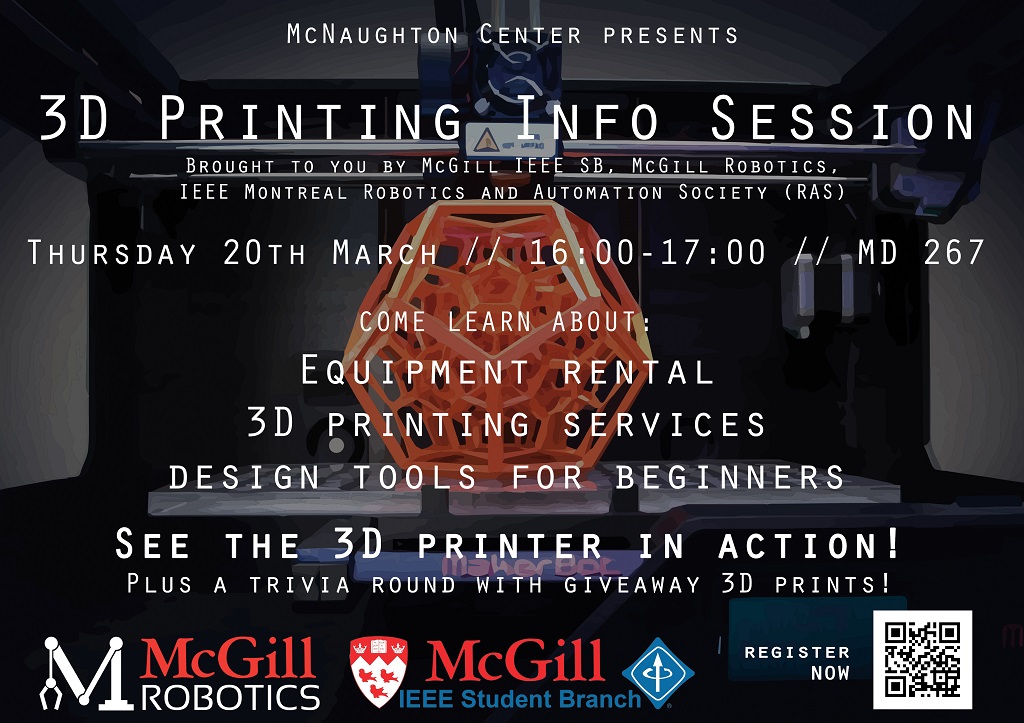 McNaughton Center presents
3D Printing Info Session
Brought to you by McGill IEEE SB, McGill Robotics,
IEEE Montreal Robotics and Automation Society (RAS)
Thursday 20th March // 16:00-17:00 // MD 267
come learn about:
Equipment rental
3D printing services
design tools for beginners
See the 3D printer in action!
MakerBot
Plus a trivia round with giveaway 3D prints!
McGill
ROBOTICS
McGill
IEEE Student Branch
register
now